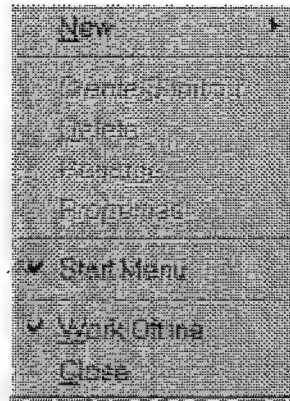 New
Create Shortcut
Delete
Rename
Properties
Start Menu
Work Offline
Close